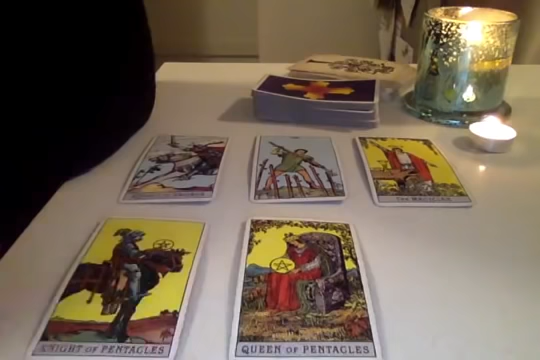 THE MAGICIAN
KNIGHT OF PENTACLES
QUEEN OF PENTACLES